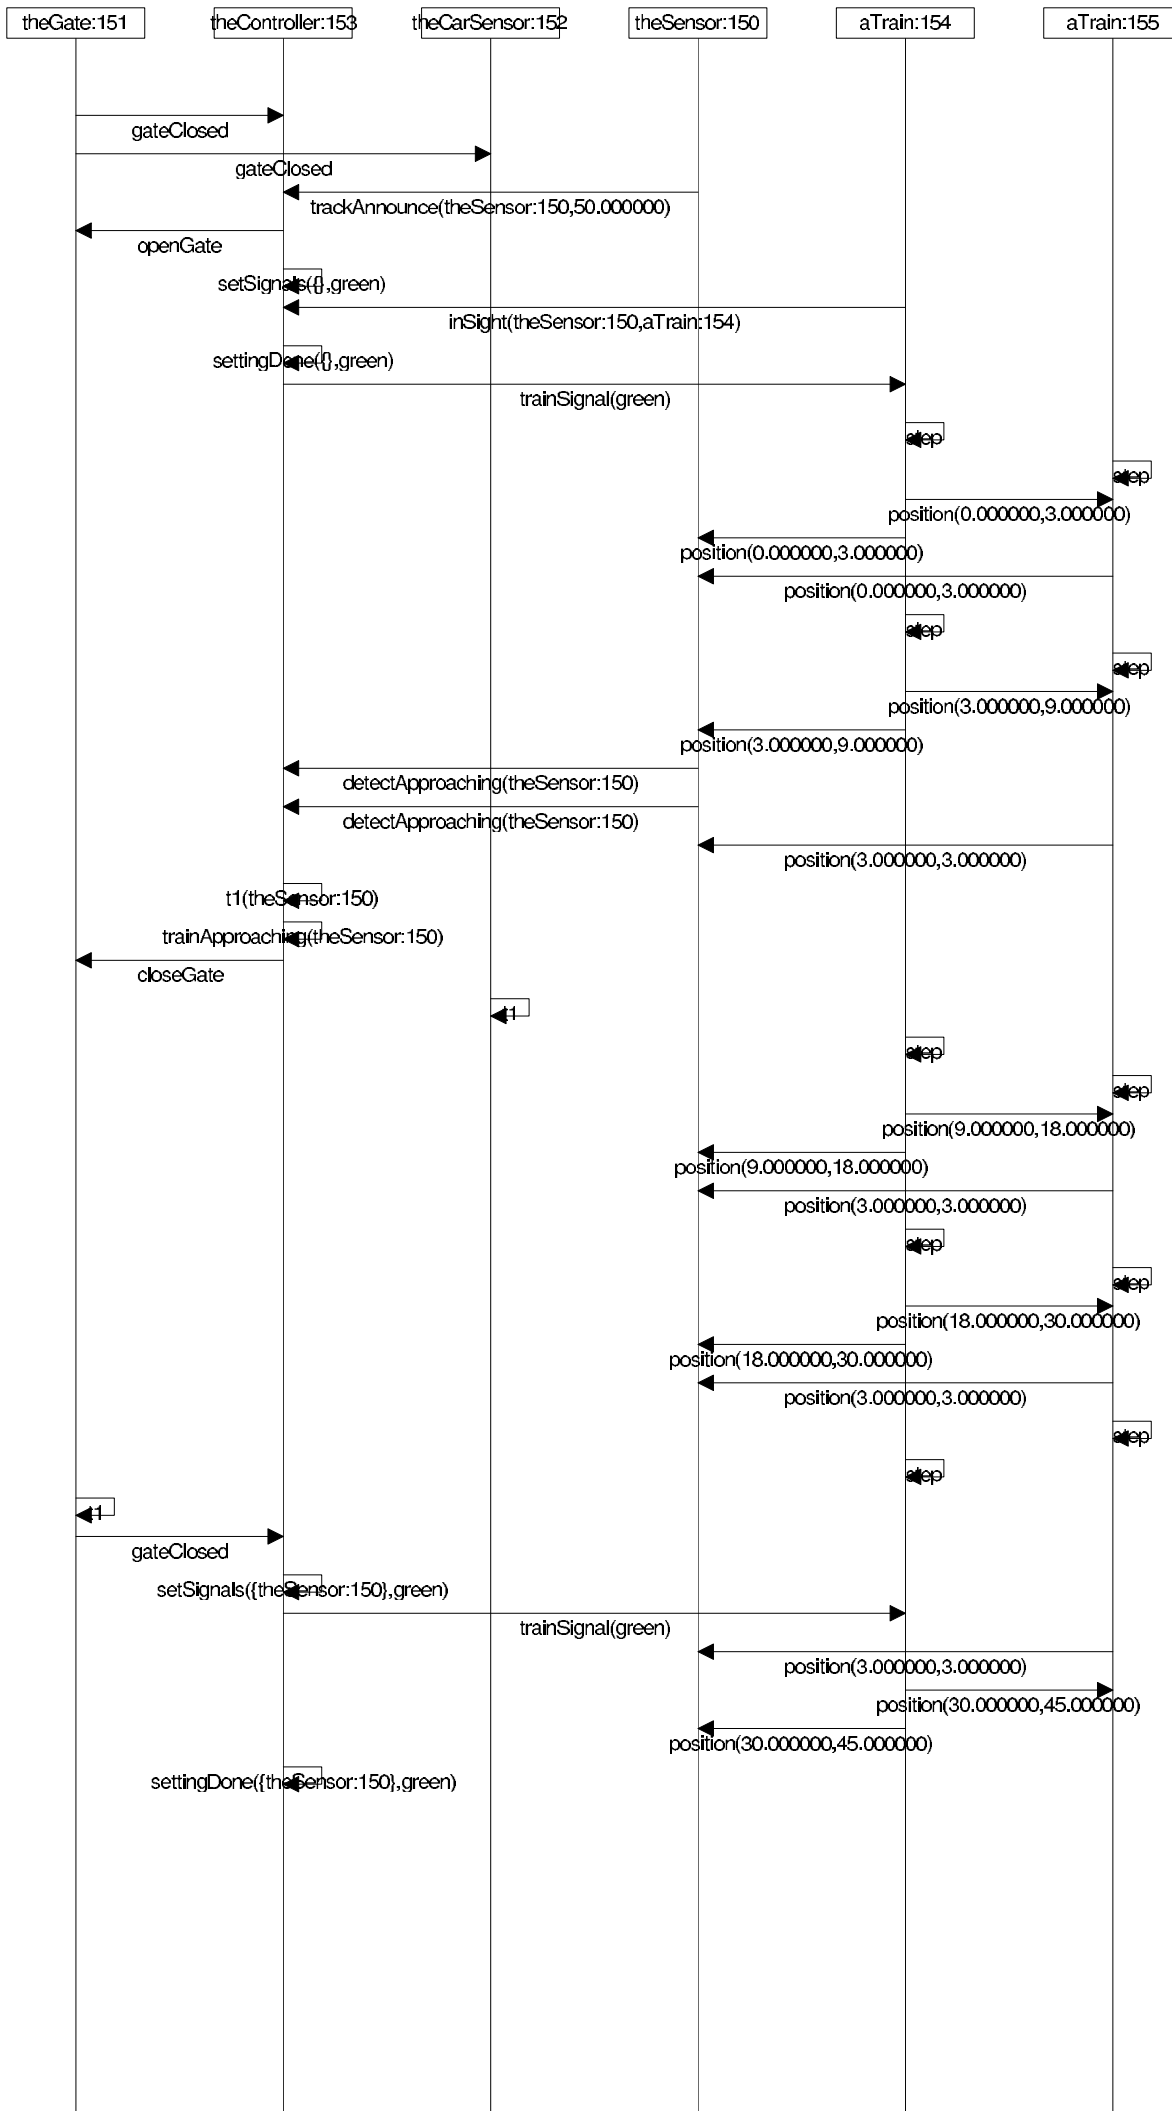 theGate:151
theController:153
theCarSensor:152
theSensor:150
aTrain:154
aTrain:155
gateClosed
gateClosed
trackAnnounce(theSensor:150,50.000000)
openGate
setSignals({},green)
inSight(theSensor:150,aTrain:154)
settingDone({},green)
trainSignal(green)
step
step
position(0.000000,3.000000)
position(0.000000,3.000000)
position(0.000000,3.000000)
step
step
position(3.000000,9.000000)
position(3.000000,9.000000)
detectApproaching(theSensor:150)
detectApproaching(theSensor:150)
position(3.000000,3.000000)
t1(theSensor:150)
trainApproaching(theSensor:150)
closeGate
t1
step
step
position(9.000000,18.000000)
position(9.000000,18.000000)
position(3.000000,3.000000)
step
step
position(18.000000,30.000000)
position(18.000000,30.000000)
position(3.000000,3.000000)
step
step
t1
gateClosed
setSignals({theSensor:150},green)
trainSignal(green)
position(3.000000,3.000000)
position(30.000000,45.000000)
position(30.000000,45.000000)
settingDone({theSensor:150},green)